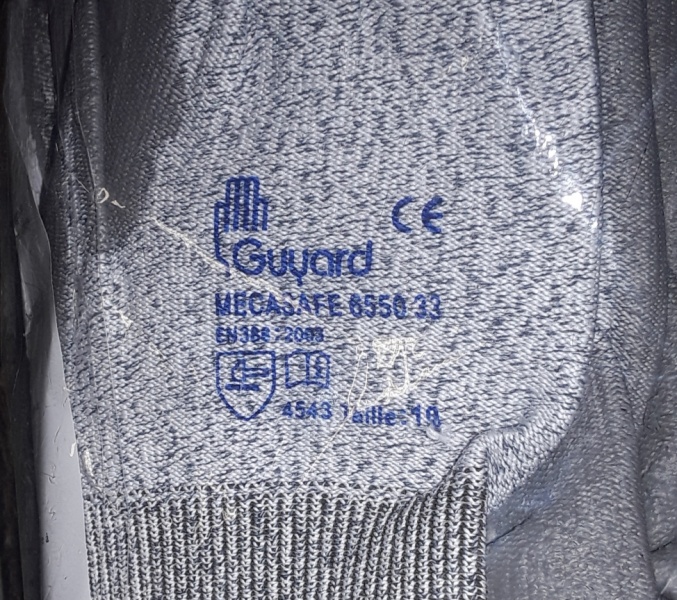 CE
Guyard
MECASAFE 6550 33
EN388 :2003
4543 Taille:10